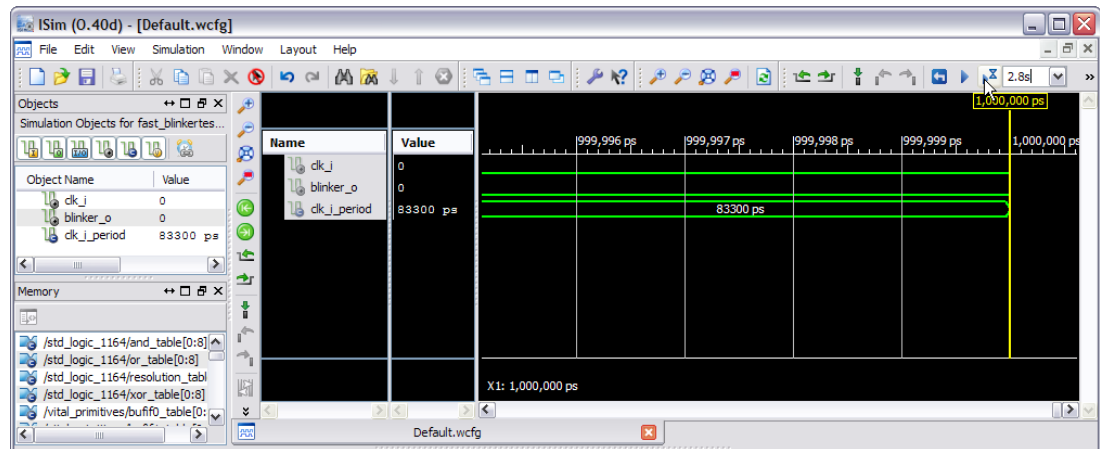 ISim (0.40d) - [Default.wcfg]
File Edit View Simulation Window Layout Help
2.8s
»
Objects
1,000,000 ps
Simulation Objects for fast_blinkertes...
Name Value
999,996 ps 999,997 ps 999,998 ps 999,999 ps 1,000,000 ps
Object Name Value
clk_i 0
blinker_o 0
clk_i_period 83300 ps
clk_i 0
blinker_o 0
clk_i_period 83300 ps
83300 ps
Memory
/std_logic_1164/and_table[0:8]
/std_logic_1164/or_table[0:8]
/std_logic_1164/resolution_tabl
/std_logic_1164/xor_table[0:8]
/vital_primitives/bufif0_table[0:
X1: 1,000,000 ps
Default.wcfg